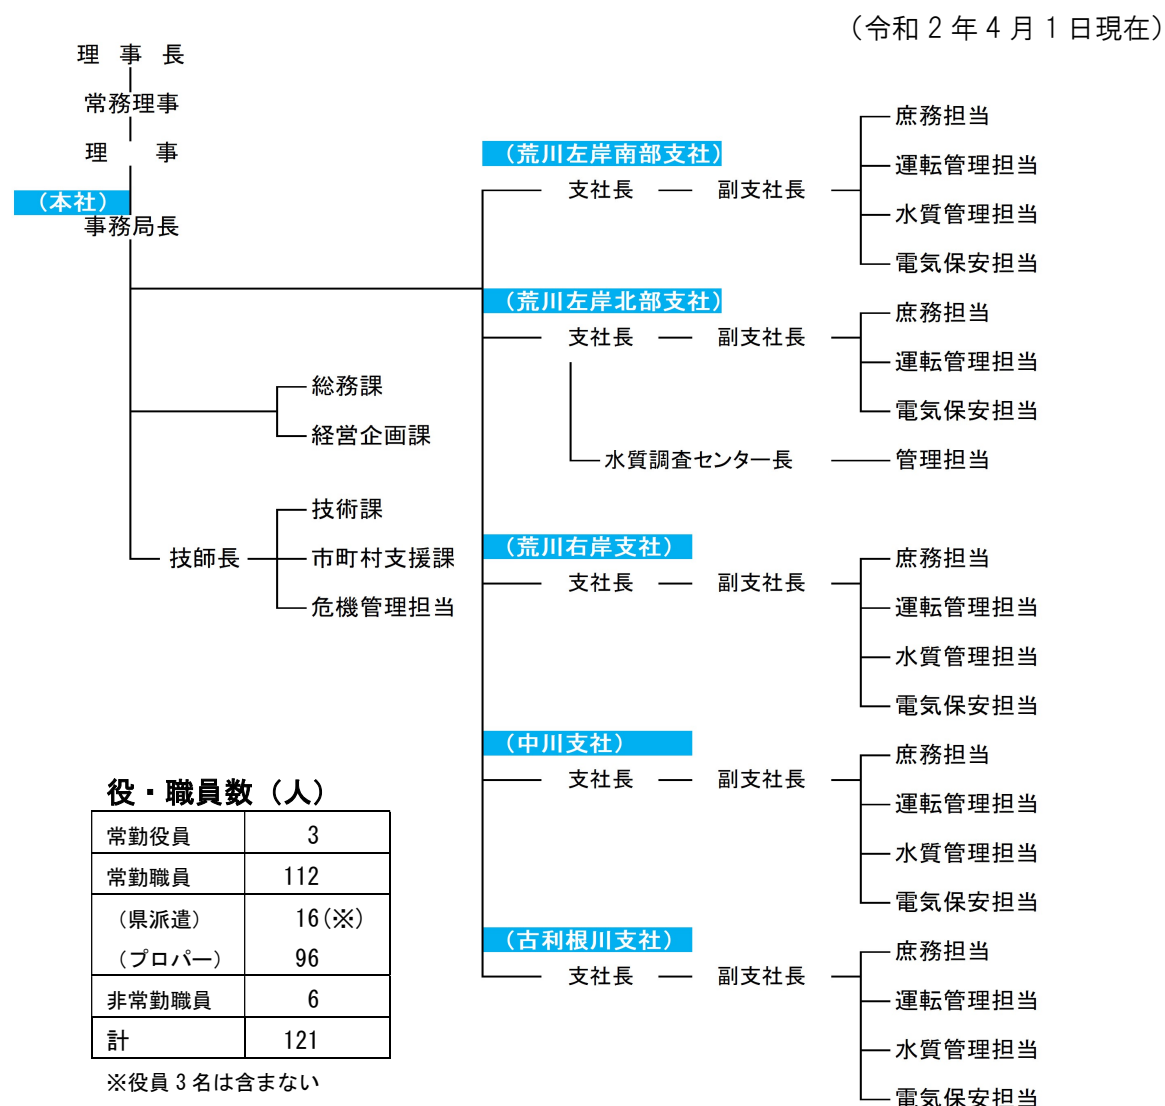 （令和２年４月１日現在）
理　事　長
常務理事
理　　事
（本社）
事務局長
総務課
経営企画課
技師長
技術課
市町村支援課
危機管理担当
（荒川左岸南部支社）
支社長　副支社長
庶務担当
運転管理担当
水質管理担当
電気保安担当
（荒川左岸北部支社）
支社長　副支社長
庶務担当
運転管理担当
電気保安担当
水質調査センター長　管理担当
（荒川右岸支社）
支社長　副支社長
庶務担当
運転管理担当
水質管理担当
電気保安担当
（中川支社）
支社長　副支社長
庶務担当
運転管理担当
水質管理担当
電気保安担当
（古利根川支社）
支社長　副支社長
庶務担当
運転管理担当
水質管理担当
電気保安担当
役・職員数（人）
常勤役員　3
常勤職員　112
（県派遣）　16(※)
（プロパー）　96
非常勤職員　6
計　121
※役員３名は含まない